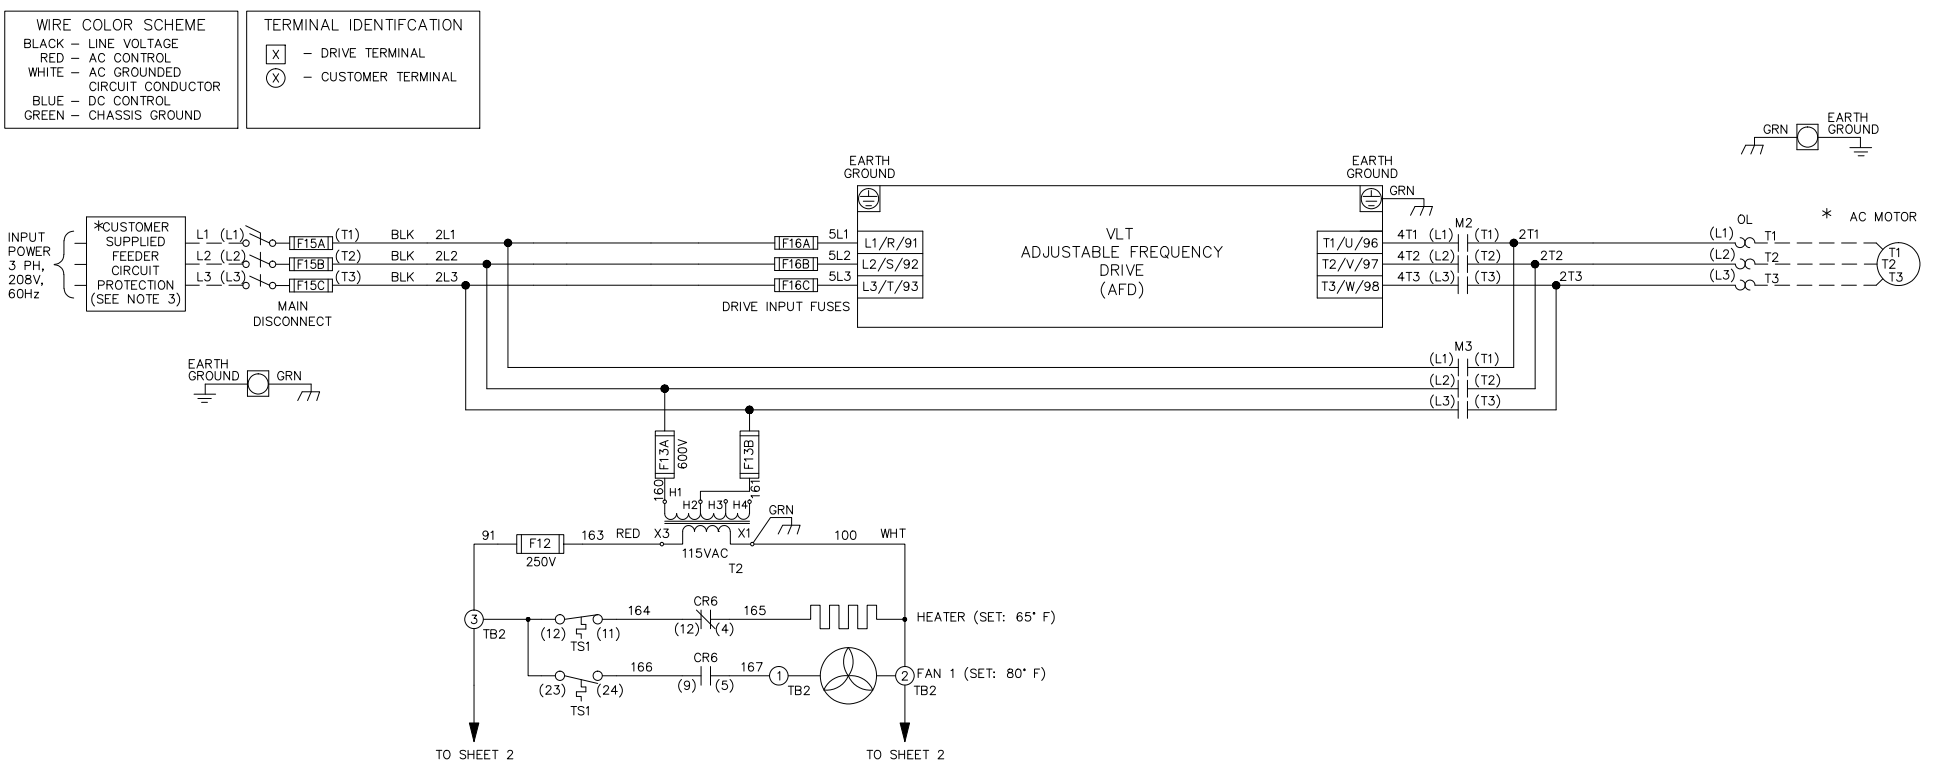 WIRE COLOR SCHEME
BLACK – LINE VOLTAGE
RED – AC CONTROL
WHITE – AC GROUNDED
CIRCUIT CONDUCTOR
BLUE – DC CONTROL
GREEN – CHASSIS GROUND
TERMINAL IDENTIFCATION
X – DRIVE TERMINAL
X – CUSTOMER TERMINAL
INPUT
POWER
3 PH,
208V,
60Hz
*CUSTOMER
SUPPLIED
FEEDER
CIRCUIT
PROTECTION
(SEE NOTE 3)
L1 (L1) F15A (T1) BLK 2L1 F16A 5L1 L1/R/91
L2 (L2) F15B (T2) BLK 2L2 F16B 5L2 L2/S/92
L3 (L3) F15C (T3) BLK 2L3 F16C 5L3 L3/T/93
MAIN
DISCONNECT
DRIVE INPUT FUSES
EARTH
GROUND
GRN
EARTH
GROUND
VLT
ADJUSTABLE FREQUENCY
DRIVE
(AFD)
EARTH
GROUND
GRN
M2
T1/U/96 4T1 (L1) (T1) 2T1
T2/V/97 4T2 (L2) (T2) 2T2
T3/W/98 4T3 (L3) (T3) 2T3
GRN
EARTH
GROUND
OL
(L1) T1
(L2) T2
(L3) T3
* AC MOTOR
T1
T2
T3
M3
(L1) (T1)
(L2) (T2)
(L3) (T3)
F13A
600V
F13B
160
161
H1 H2 H3 H4
GRN
91 F12 163 RED X3 X1 100 WHT
250V
115VAC
T2
3
TB2
(12) (11)
TS1
164
CR6
(12) (4)
165
HEATER (SET: 65° F)
(23) (24)
TS1
166
CR6
(9) (5)
167
1
TB2
2
TB2
FAN 1 (SET: 80° F)
TO SHEET 2
TO SHEET 2